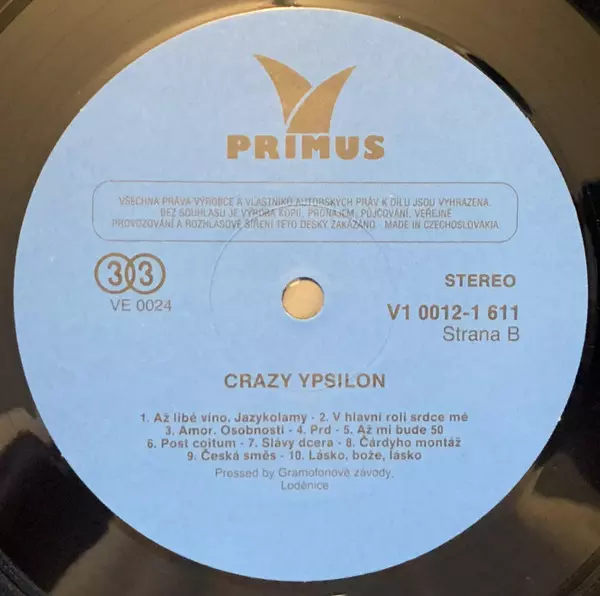 PRIMUS
VŠECHNA PRÁVA VÝROBCE A VLASTNÍKŮ AUTORSKÝCH PRÁV K DÍLU JSOU VYHRAZENA.
BEZ SOUHLASU JE VÝROBA KOPIÍ, PRONÁJEM, PŮJČOVÁNÍ, VEŘEJNÉ
PROVOZOVÁNÍ A ROZHLASOVÉ ŠÍŘENÍ TÉTO DESKY ZAKÁZÁNO MADE IN CZECHOSLOVAKIA
33 STEREO
VE 0024 V1 0012-1 611
Strana B
CRAZY YPSILON
1. Až libé víno, Jazykolamy - 2. V hlavní roli srdce mé
3. Amor. Osobnosti - 4. Prd - 5. Až mi bude 50
6. Post coitum - 7. Slávy dcera - 8. Čardyho montáž
9. Česká směs - 10. Lásko, bože, lásko
Pressed by Gramofonové závody,
Loděnice